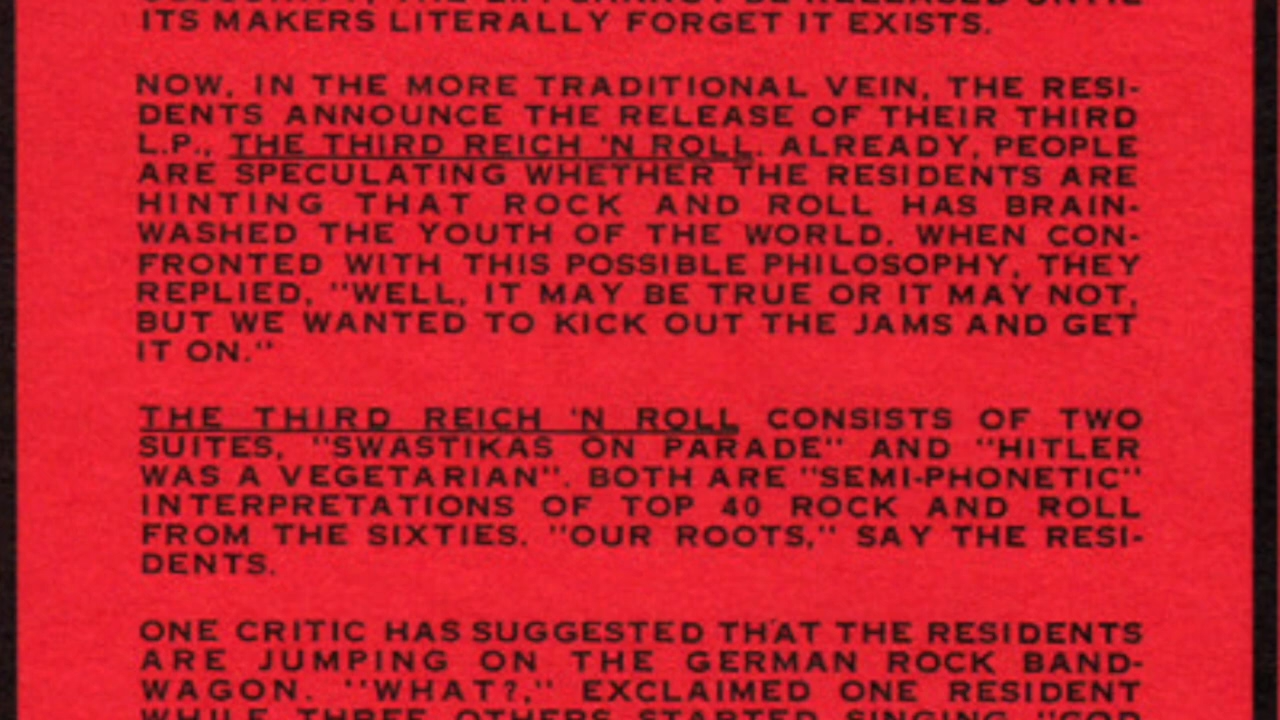 ITS MAKERS LITERALLY FORGET IT EXISTS.
NOW, IN THE MORE TRADITIONAL VEIN, THE RESI-
DENTS ANNOUNCE THE RELEASE OF THEIR THIRD
L.P., THE THIRD REICH 'N ROLL. ALREADY, PEOPLE
ARE SPECULATING WHETHER THE RESIDENTS ARE
HINTING THAT ROCK AND ROLL HAS BRAIN-
WASHED THE YOUTH OF THE WORLD. WHEN CON-
FRONTED WITH THIS POSSIBLE PHILOSOPHY, THEY
REPLIED, "WELL, IT MAY BE TRUE OR IT MAY NOT,
BUT WE WANTED TO KICK OUT THE JAMS AND GET
IT ON."
THE THIRD REICH 'N ROLL CONSISTS OF TWO
SUITES, "SWASTIKAS ON PARADE" AND "HITLER
WAS A VEGETARIAN". BOTH ARE "SEMI-PHONETIC"
INTERPRETATIONS OF TOP 40 ROCK AND ROLL
FROM THE SIXTIES. "OUR ROOTS," SAY THE RESI-
DENTS.
ONE CRITIC HAS SUGGESTED THAT THE RESIDENTS
ARE JUMPING ON THE GERMAN ROCK BAND-
WAGON. "WHAT?," EXCLAIMED ONE RESIDENT
WHILE THREE OTHERS STARTED SINGING "GOD